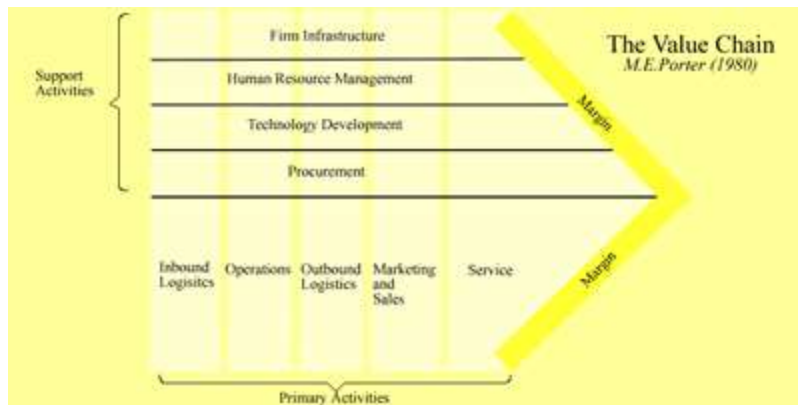 The Value Chain
M.E.Porter (1980)
Support
Activities
Firm Infrastructure
Human Resource Management
Technology Development
Procurement
Margin
Inbound
Logisitcs
Operations
Outbound
Logistics
Marketing
and
Sales
Service
Margin
Primary Activities